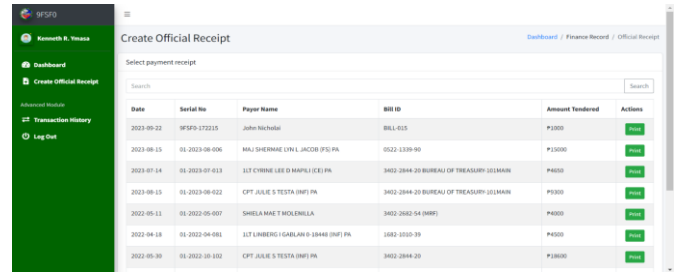 9FSF0
Kenneth R. Ymasa
Dashboard
Create Official Receipt
Advanced Module
Transaction History
Log Out
Create Official Receipt
Dashboard / Finance Record / Official Receipt
Select payment receipt
Search Search
Date Serial No Payor Name Bill ID Amount Tendered Actions
2023-09-22 9FSF0-172215 John Nicholai BILL-015 ₱1000 Print
2023-08-15 01-2023-08-006 MAJ SHERMAE LYN L JACOB (FS) PA 0522-1339-90 ₱15000 Print
2023-07-14 01-2023-07-013 1LT CYRINE LEE D MAPILI (CE) PA 3402-2844-20 BUREAU OF TREASURY-101MAIN ₱4650 Print
2023-08-15 01-2023-08-022 CPT JULIE S TESTA (INF) PA 3402-2844-20 BUREAU OF TREASURY-101MAIN ₱5300 Print
2022-05-11 01-2022-05-007 SHIELA MAE T MOLENILLA 3402-2682-54 (MRF) ₱4000 Print
2022-04-18 01-2022-04-081 1LT LINBERG I GABLAN 0-18448 (INF) PA 1682-1010-39 ₱4500 Print
2022-05-30 01-2022-10-102 CPT JULIE S TESTA (INF) PA 3402-2844-20 ₱18600 Print